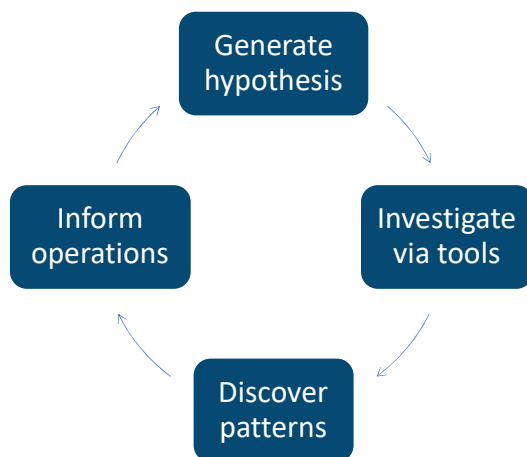 Generate
hypothesis
Investigate
via tools
Discover
patterns
Inform
operations